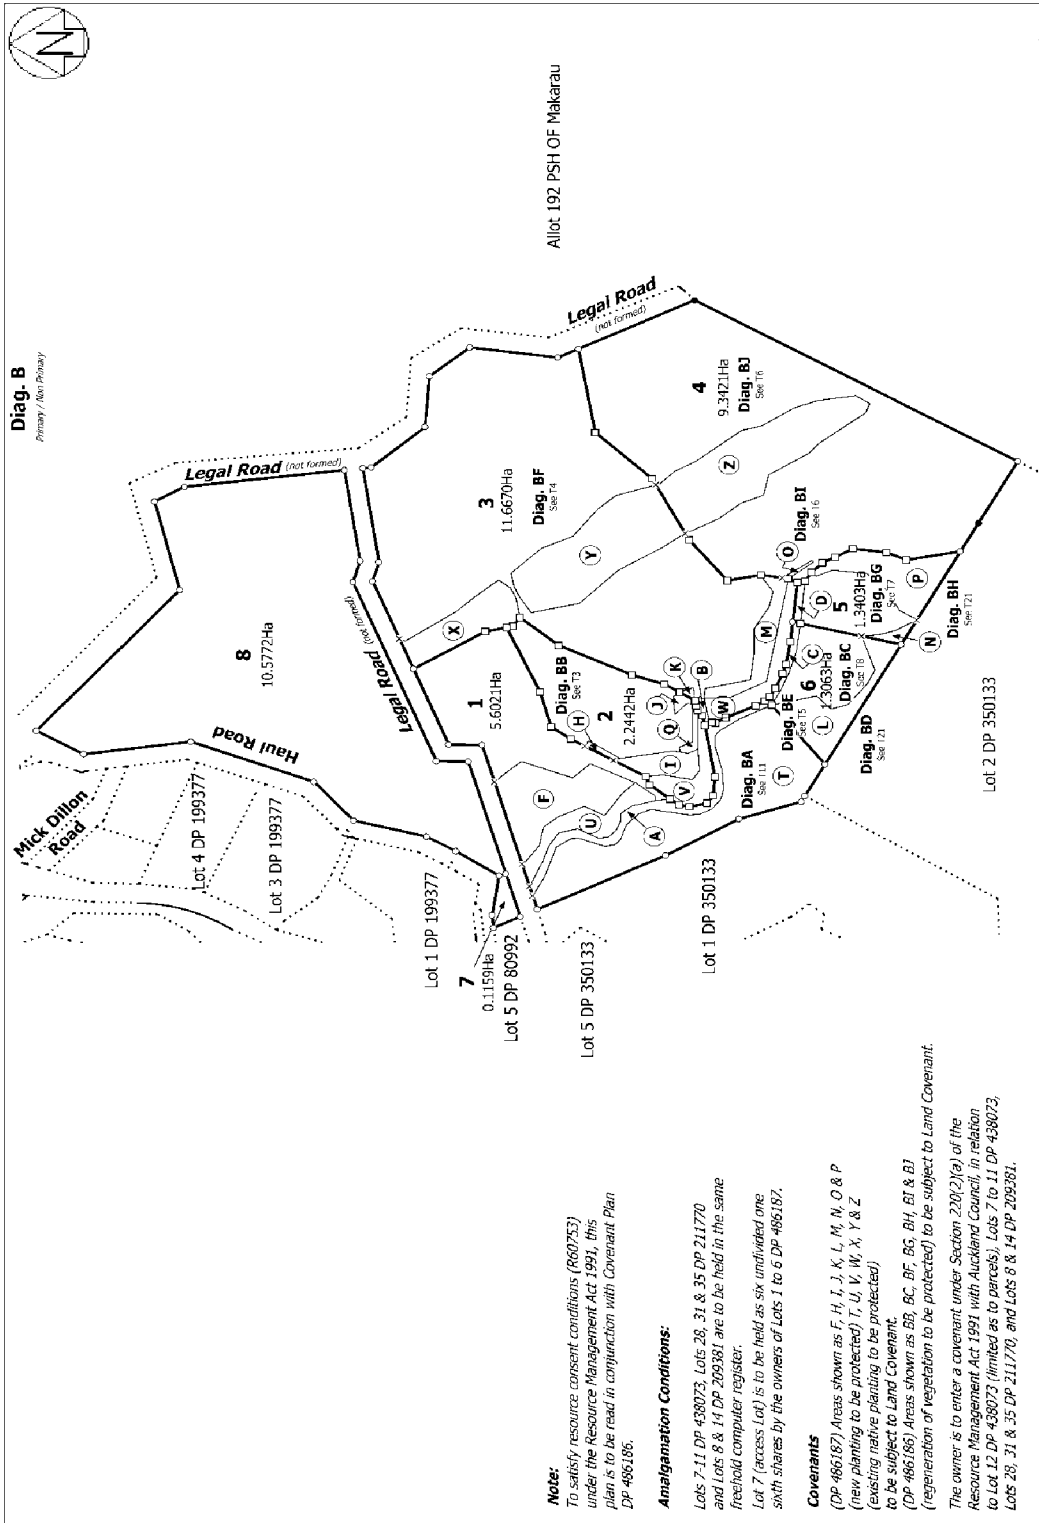 Diag. B
Primary / Non Primary
N
Allot 192 PSH OF Makarau
Mick Dillon
Road
Haul Road
Legal Road (not formed)
Legal Road (not formed)
Legal Road
(not formed)
Lot 4 DP 199377
Lot 3 DP 199377
Lot 1 DP 199377
8
10.5772Ha
7
0.1159Ha
Lot 5 DP 80992
Lot 5 DP 350133
Lot 1 DP 350133
Lot 2 DP 350133
1
5.6021Ha
2
2.2442Ha
Diag. BB
See T3
3
11.6670Ha
Diag. BF
See T4
4
9.3421Ha
Diag. BJ
See T6
Diag. BI
See T6
5
1.3403Ha
Diag. BG
See T7
6
1.3063Ha
Diag. BC
See T8
Diag. BE
See T5
Diag. BA
See T11
Diag. BD
See T21
Diag. BH
See T21
X
Y
Z
F
H
U
A
V
I
Q
J
K
B
W
M
O
D
C
L
T
N
P
Note:
To satisfy resource consent conditions (R60753)
under the Resource Management Act 1991, this
plan is to be read in conjunction with Covenant Plan
DP 486186.
Amalgamation Conditions:
Lots 7-11 DP 438073, Lots 28, 31 & 35 DP 211770
and Lots 8 & 14 DP 209381 are to be held in the same
freehold computer register.
Lot 7 (access Lot) is to be held as six undivided one
sixth shares by the owners of Lots 1 to 6 DP 486187.
Covenants
(DP 486187) Areas shown as F, H, I, J, K, L, M, N, O & P
(new planting to be protected) T, U, V, W, X, Y & Z
(existing native planting to be protected)
to be subject to Land Covenant.
(DP 486186) Areas shown as BB, BC, BF, BG, BH, BI & BJ
(regeneration of vegetation to be protected) to be subject to Land Covenant.
The owner is to enter a covenant under Section 220(2)(a) of the
Resource Management Act 1991 with Auckland Council, in relation
to Lot 12 DP 438073 (limited as to parcels), Lots 7 to 11 DP 438073,
Lots 28, 31 & 35 DP 211770, and Lots 8 & 14 DP 209381.